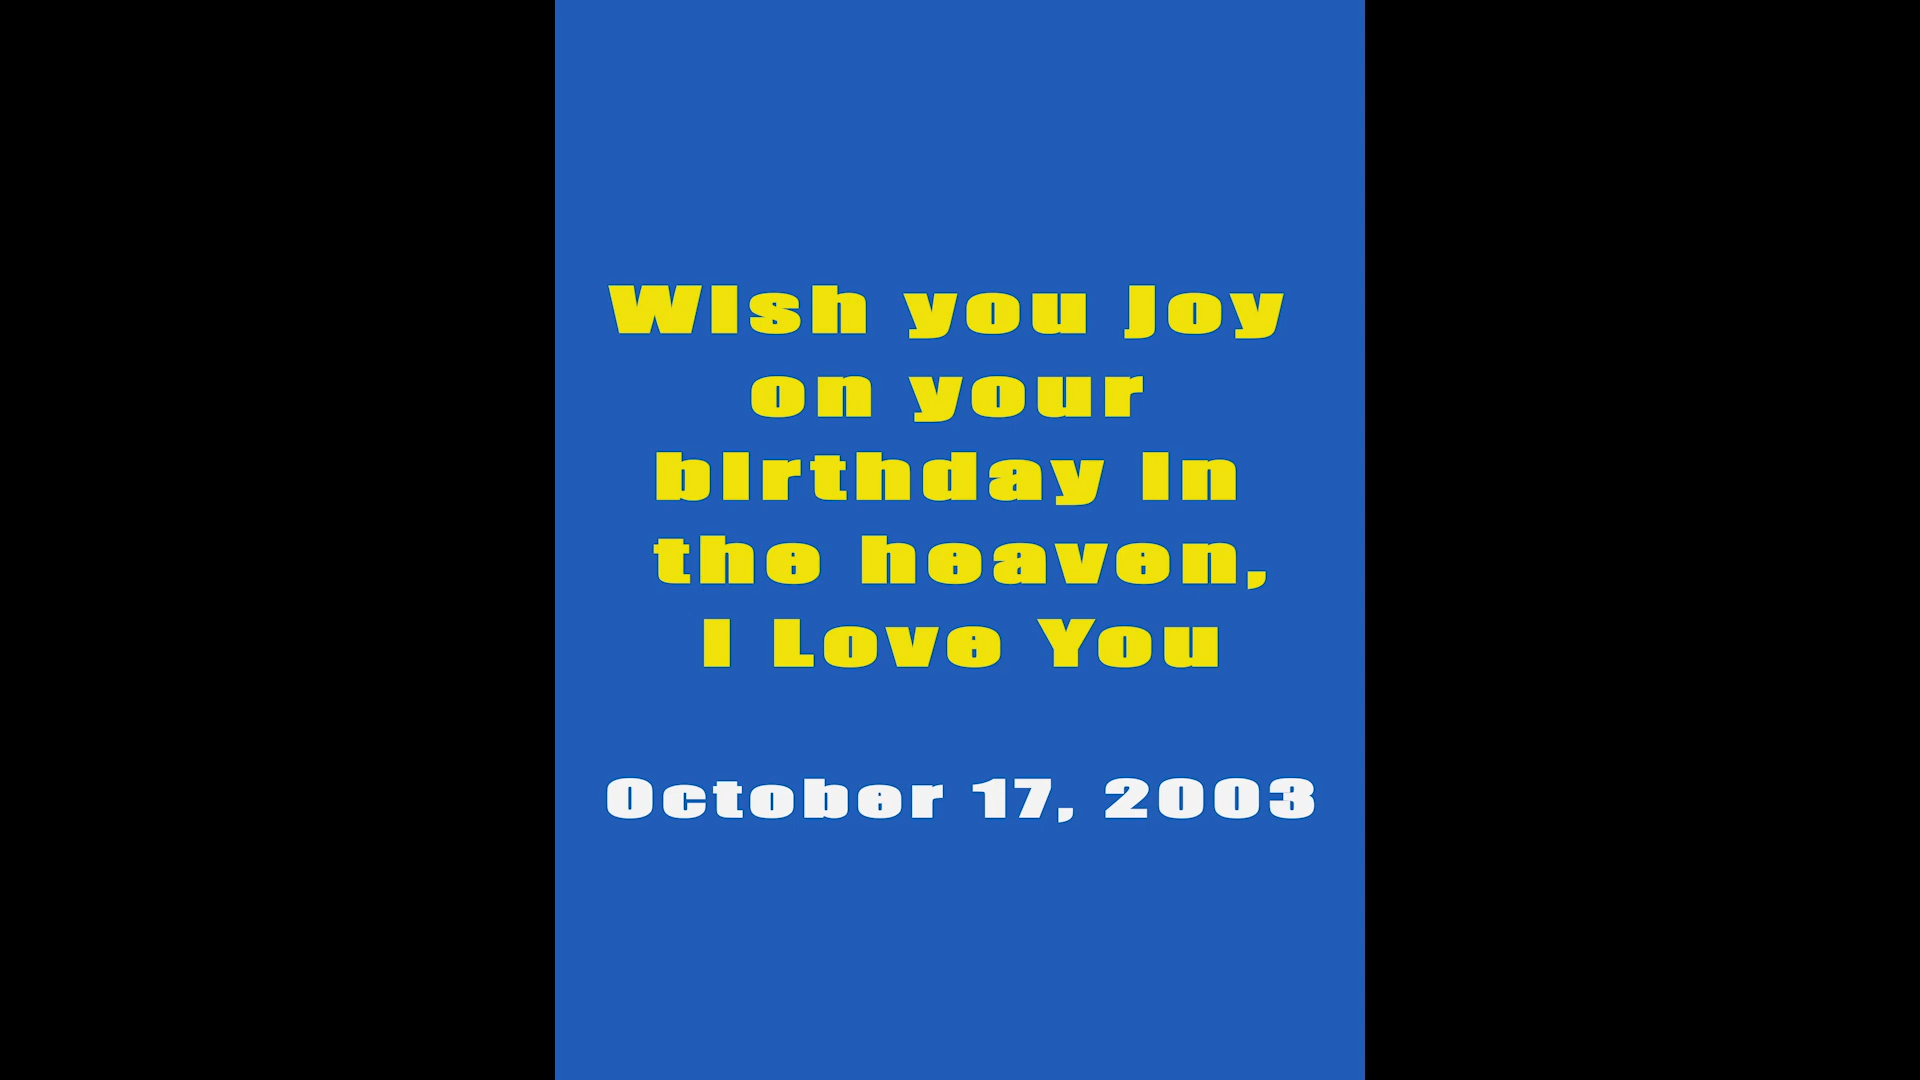 Wish you joy
on your
birthday in
the heaven,
I Love You
October 17, 2003